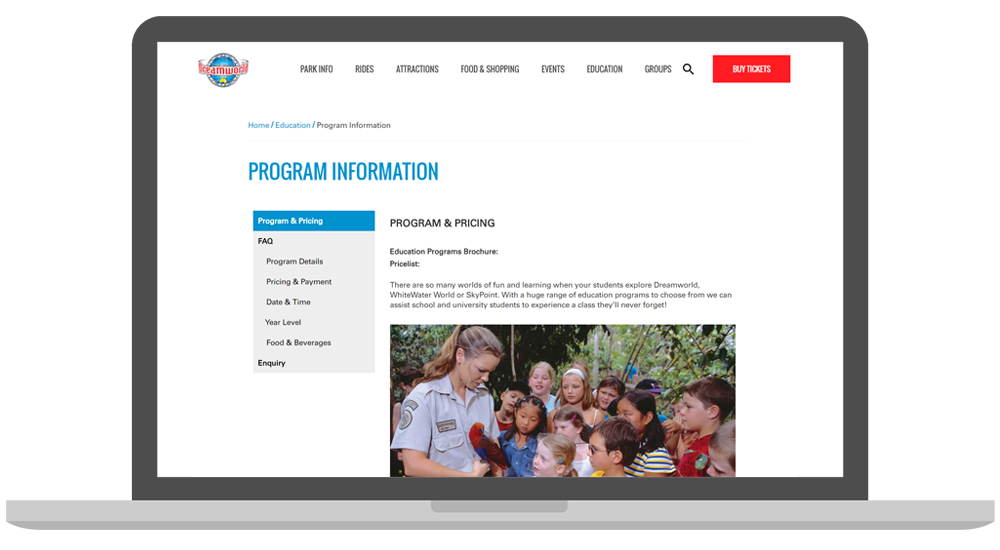 Dreamworld
PARK INFO RIDES ATTRACTIONS FOOD & SHOPPING EVENTS EDUCATION GROUPS BUY TICKETS
Home / Education / Program Information
PROGRAM INFORMATION
Program & Pricing
FAQ
Program Details
Pricing & Payment
Date & Time
Year Level
Food & Beverages
Enquiry
PROGRAM & PRICING
Education Programs Brochure:
Pricelist:
There are so many worlds of fun and learning when your students explore Dreamworld,
WhiteWater World or SkyPoint. With a huge range of education programs to choose from we can
assist school and university students to experience a class they'll never forget!